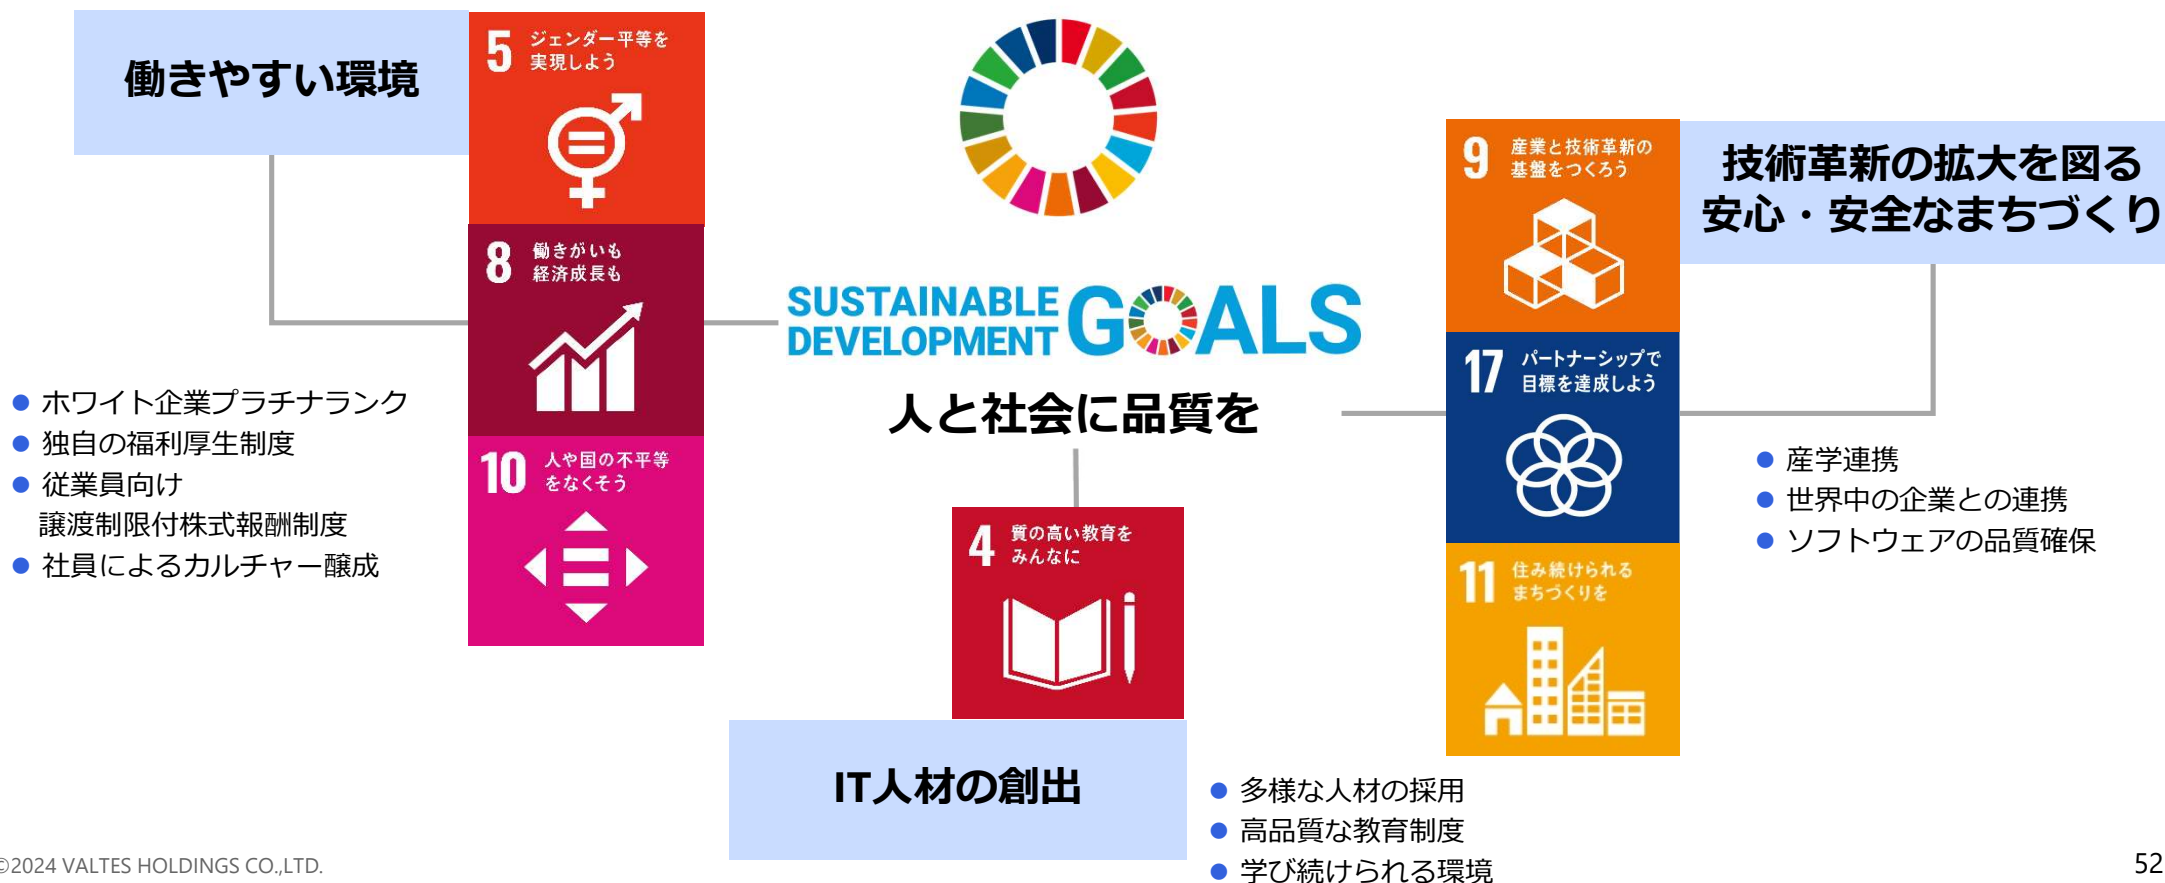 働きやすい環境
5 ジェンダー平等を
実現しよう
8 働きがいも
経済成長も
10 人や国の不平等
をなくそう
ホワイト企業プラチナランク
独自の福利厚生制度
従業員向け
譲渡制限付株式報酬制度
社員によるカルチャー醸成
SUSTAINABLE
DEVELOPMENT
GOALS
人と社会に品質を
4 質の高い教育を
みんなに
IT人材の創出
多様な人材の採用
高品質な教育制度
学び続けられる環境
9 産業と技術革新の
基盤をつくろう
17 パートナーシップで
目標を達成しよう
11 住み続けられる
まちづくりを
技術革新の拡大を図る
安心・安全なまちづくり
産学連携
世界中の企業との連携
ソフトウェアの品質確保
©2024 VALTES HOLDINGS CO.,LTD.
52